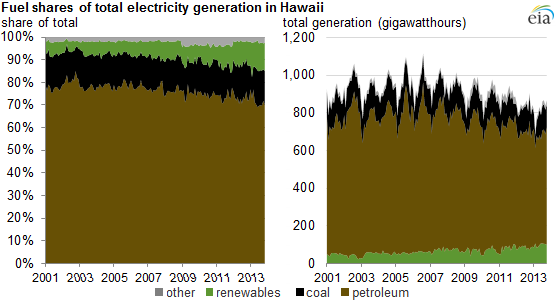 Fuel shares of total electricity generation in Hawaii
share of total
total generation (gigawatthours)
eia
100%
90%
80%
70%
60%
50%
40%
30%
20%
10%
0%
2001 2003 2005 2007 2009 2011 2013
1,200
1,000
800
600
400
200
0
2001 2003 2005 2007 2009 2011 2013
other renewables coal petroleum